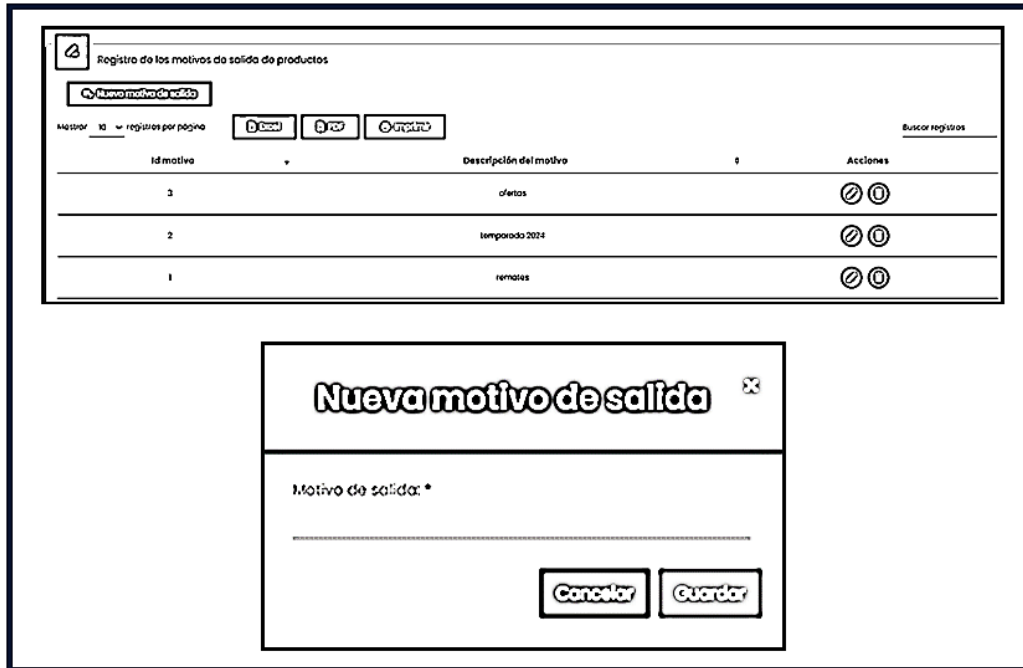 Registro de los motivos de salida de productos
Nuevo motivo de salida
Mostrar 10 registros por página Excel PDF Imprimir Buscar registros
Id motivo Descripción del motivo Acciones
3 ofertas
2 temporada 2024
1 remates
Nueva motivo de salida x
Motivo de salida: *
Cancelar Guardar